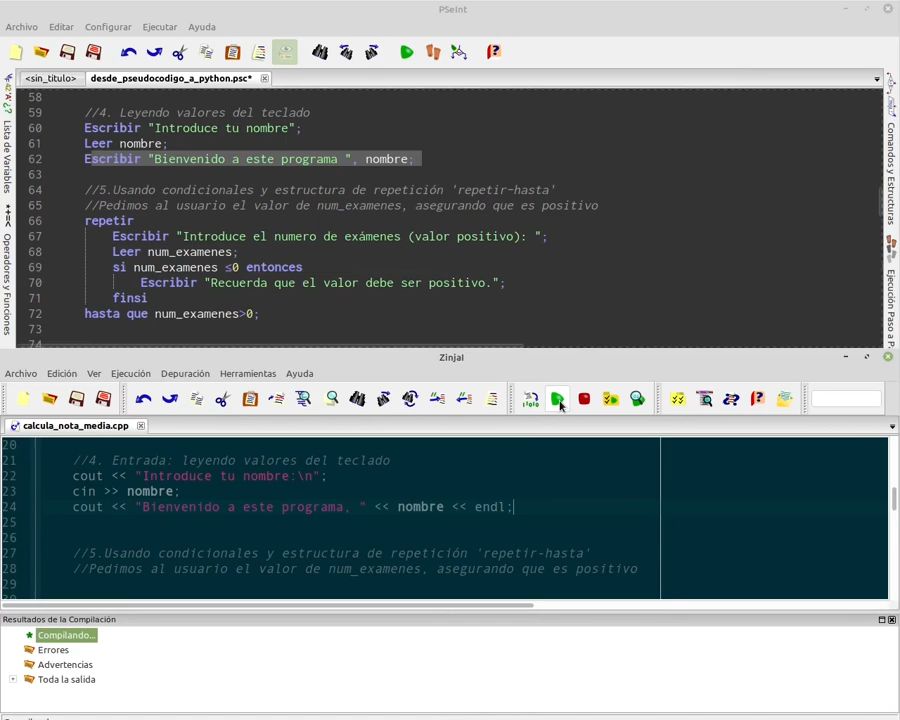 PSeInt
Archivo Editar Configurar Ejecutar Ayuda
<sin_titulo> desde_pseudocodigo_a_python.psc*
58
59 //4. Leyendo valores del teclado
60 Escribir "Introduce tu nombre";
61 Leer nombre;
62 Escribir "Bienvenido a este programa ", nombre;
63
64 //5.Usando condicionales y estructura de repetición 'repetir-hasta'
65 //Pedimos al usuario el valor de num_examenes, asegurando que es positivo
66 repetir
67 Escribir "Introduce el numero de exámenes (valor positivo): ";
68 Leer num_examenes;
69 si num_examenes ≤0 entonces
70 Escribir "Recuerda que el valor debe ser positivo.";
71 finsi
72 hasta que num_examenes>0;
73
74
Lista de Variables
Operadores y Funciones
Comandos y Estructuras
Ejecución Paso a P
ZinjaI
Archivo Edición Ver Ejecución Depuración Herramientas Ayuda
calcula_nota_media.cpp
20
21 //4. Entrada: leyendo valores del teclado
22 cout << "Introduce tu nombre:\n";
23 cin >> nombre;
24 cout << "Bienvenido a este programa, " << nombre << endl;
25
26
27 //5.Usando condicionales y estructura de repetición 'repetir-hasta'
28 //Pedimos al usuario el valor de num_examenes, asegurando que es positivo
29
Resultados de la Compilación
Compilando...
Errores
Advertencias
Toda la salida